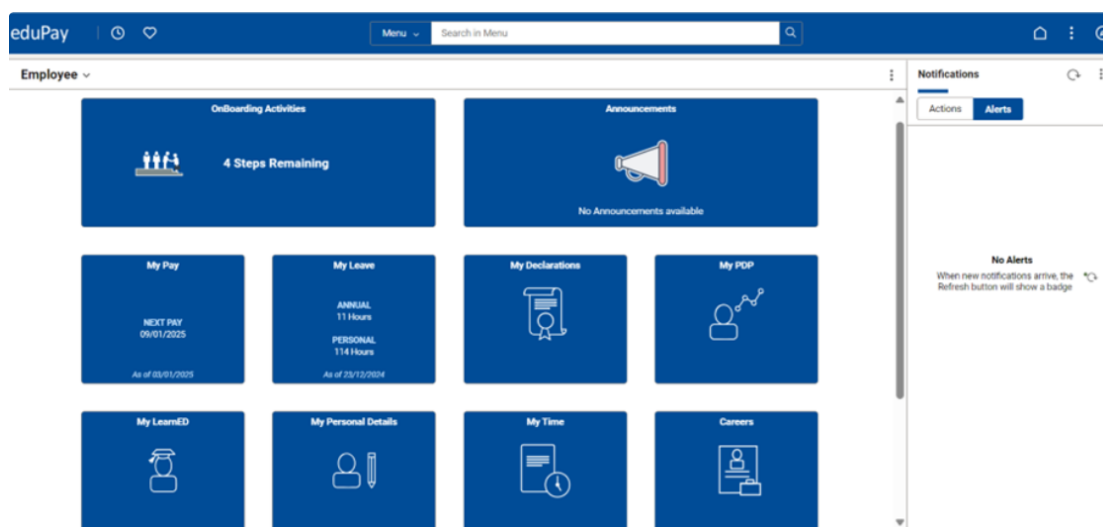 eduPay
Menu
Search in Menu
Employee
Notifications
Actions
Alerts
OnBoarding Activities
4 Steps Remaining
Announcements
No Announcements available
My Pay
NEXT PAY
09/01/2025
As of 03/01/2025
My Leave
ANNUAL
11 Hours
PERSONAL
114 Hours
As of 23/12/2024
My Declarations
My PDP
No Alerts
When new notifications arrive, the
Refresh button will show a badge
My LearnED
My Personal Details
My Time
Careers